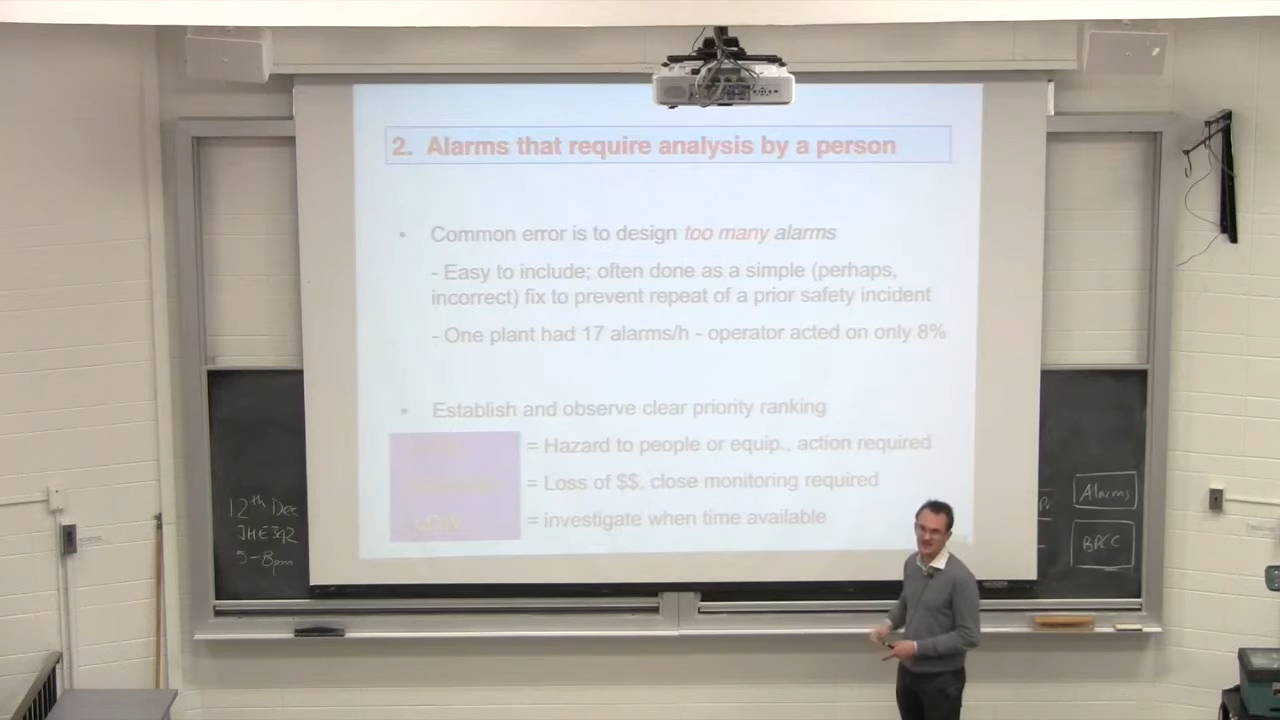 2. Alarms that require analysis by a person
• Common error is to design too many alarms
- Easy to include; often done as a simple (perhaps,
incorrect) fix to prevent repeat of a prior safety incident
- One plant had 17 alarms/h - operator acted on only 8%
• Establish and observe clear priority ranking
= Hazard to people or equip., action required
= Loss of $$, close monitoring required
LOW = investigate when time available
12th Dec
JHE392
5-8pm
Alarms
BPCC